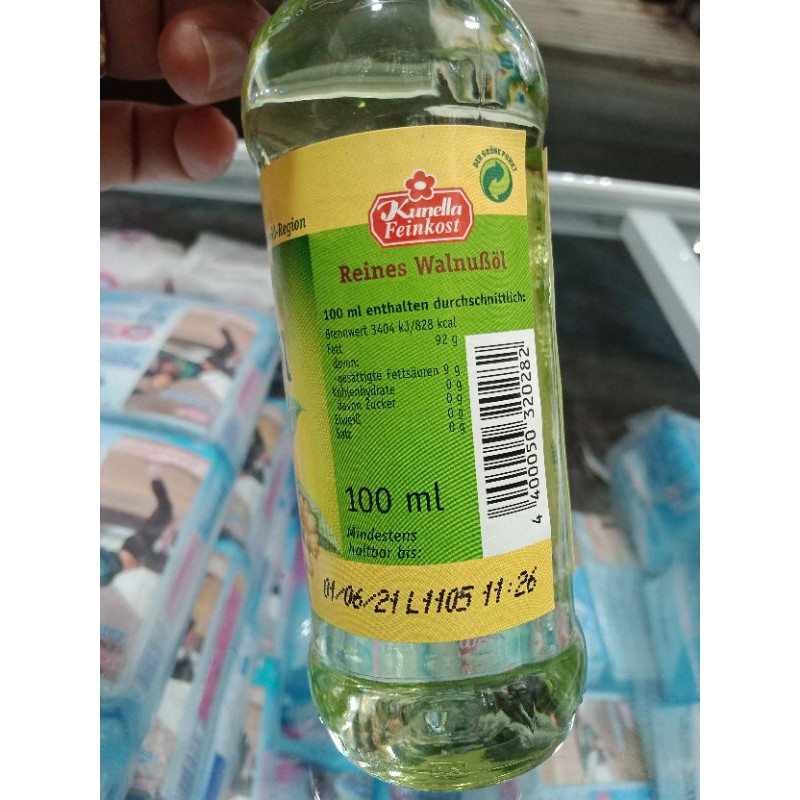 DER GRÜNE PUNKT
Kunella
Feinkost
-Region
Reines Walnußöl
100 ml enthalten durchschnittlich:
Brennwert 3404 kJ/828 kcal
Fett 92 g
davon:
-gesättigte Fettsäuren 9 g
Kohlenhydrate 0 g
davon Zucker 0 g
Eiweiß 0 g
Salz 0 g
4 400050 320282
100 ml
Mindestens
haltbar bis:
01/06/21 L1105 11:26